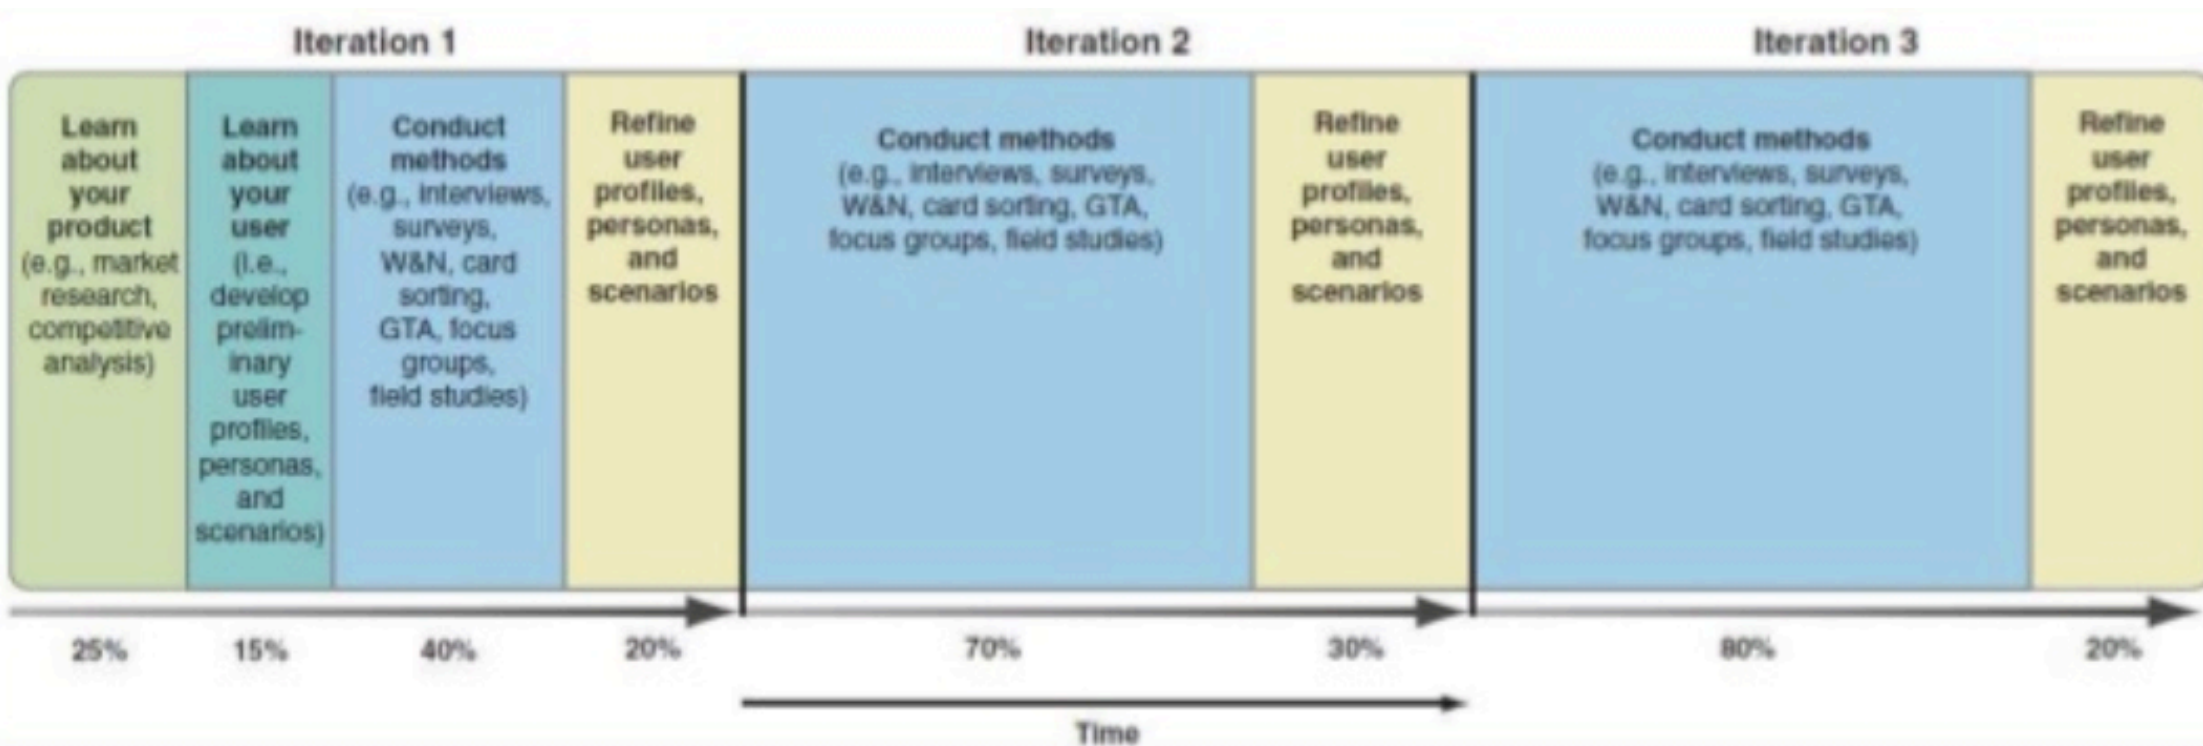 Iteration 1
Iteration 2
Iteration 3
Learn
about
your
product
(e.g., market
research,
competitive
analysis)
Learn
about
your
user
(i.e.,
develop
prelim-
inary
user
profiles,
personas,
and
scenarios)
Conduct
methods
(e.g., interviews,
surveys,
W&N, card
sorting,
GTA, focus
groups,
field studies)
Refine
user
profiles,
personas,
and
scenarios
Conduct methods
(e.g., interviews, surveys,
W&N, card sorting, GTA,
focus groups, field studies)
Refine
user
profiles,
personas,
and
scenarios
Conduct methods
(e.g., interviews, surveys,
W&N, card sorting, GTA,
focus groups, field studies)
Refine
user
profiles,
personas,
and
scenarios
25%
15%
40%
20%
70%
30%
80%
20%
Time